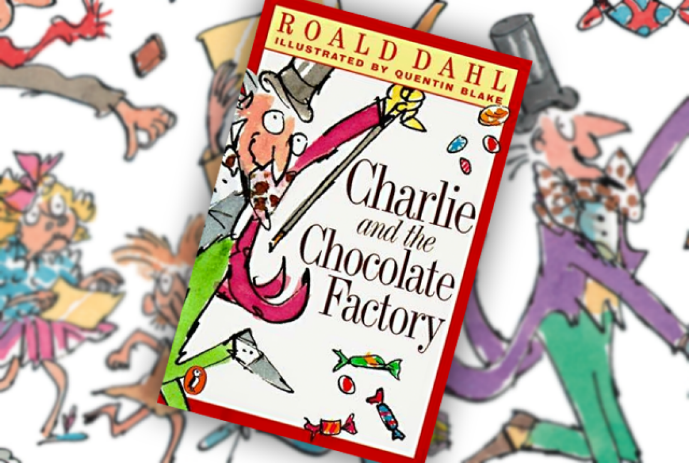 ROALD DAHL
ILLUSTRATED BY QUENTIN BLAKE
Charlie
and the
Chocolate
Factory